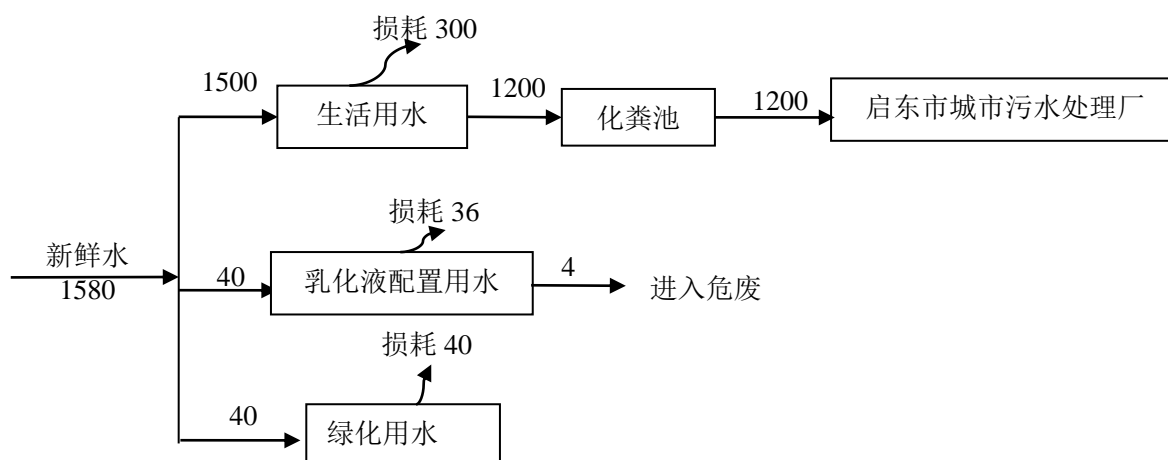 损耗 300
1500
生活用水
1200
化粪池
1200
启东市城市污水处理厂
损耗 36
新鲜水
1580
40
乳化液配置用水
4
进入危废
损耗 40
40
绿化用水